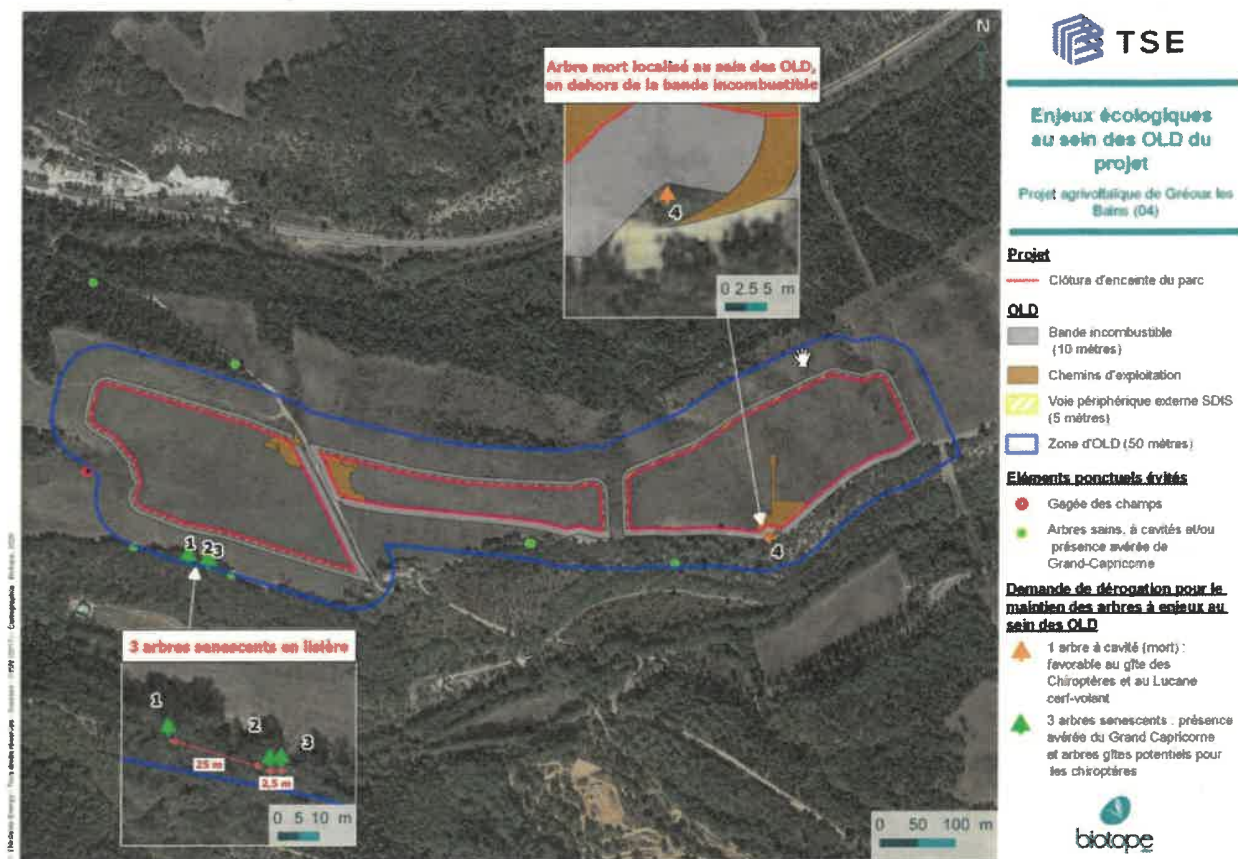 N
Arbre mort localisé au sein des OLD,
en dehors de la bande incombustible
4
0 2.5 5 m
1
2
3
4
3 arbres senescents en lisière
1
2
3
25 m
2,5 m
0 5 10 m
0 50 100 m
TSE
Enjeux écologiques
au sein des OLD du
projet
Projet agrivoltaïque de Gréoux les
Bains (04)
Projet
Clôture d'enceinte du parc
OLD
Bande incombustible
(10 mètres)
Chemins d'exploitation
Voie périphérique externe SDIS
(5 mètres)
Zone d'OLD (50 mètres)
Eléments ponctuels évités
Gagée des champs
Arbres sains, à cavités et/ou
présence avérée de
Grand-Capricorne
Demande de dérogation pour le
maintien des arbres à enjeux au
sein des OLD
1 arbre à cavité (mort) :
favorable au gîte des
Chiroptères et au Lucane
cerf-volant
3 arbres senescents : présence
avérée du Grand Capricorne
et arbres gîtes potentiels pour
les chiroptères
biotope